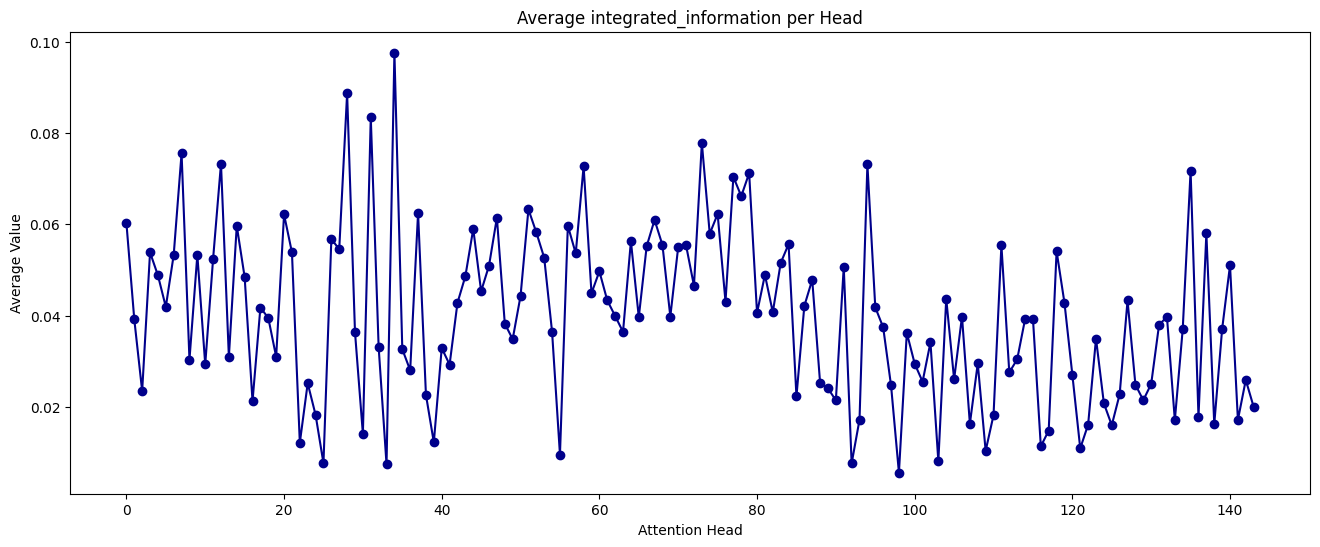 Average integrated_information per Head
Average Value
0.10
0.08
0.06
0.04
0.02
0 20 40 60 80 100 120 140
Attention Head